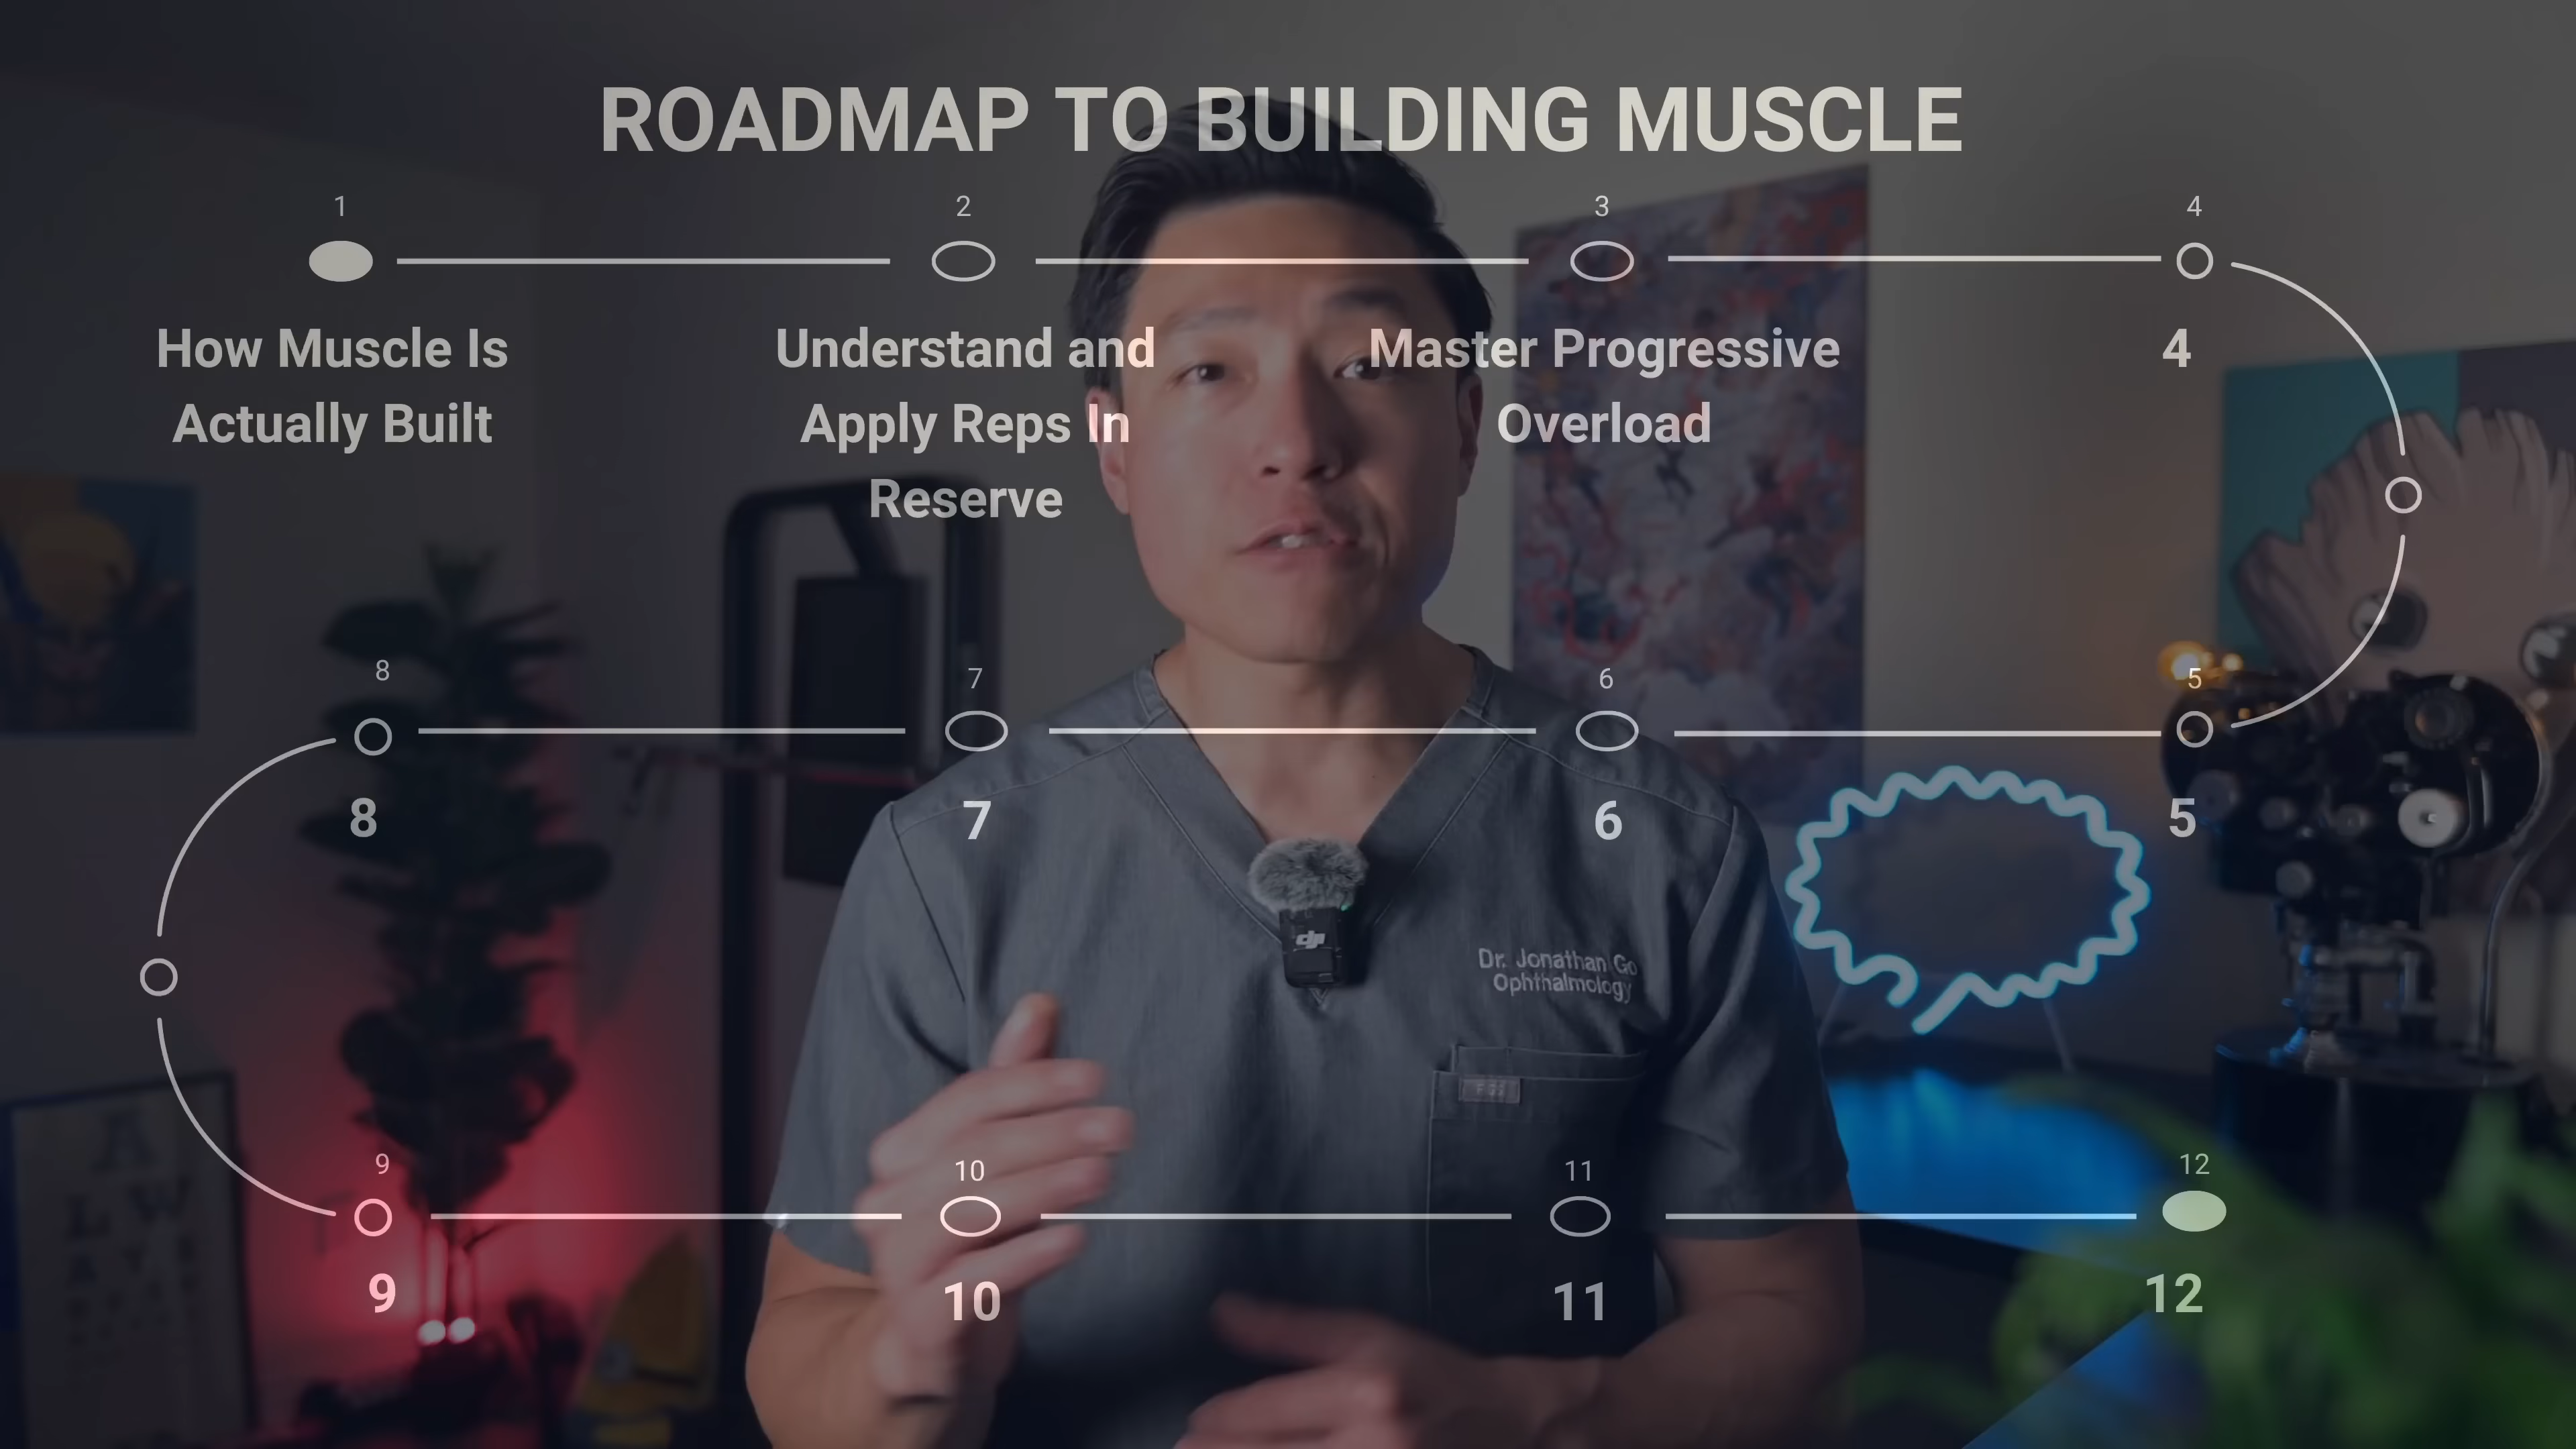 ROADMAP TO BUILDING MUSCLE
1
2
3
4
How Muscle Is
Actually Built
Understand and
Apply Reps In
Reserve
Master Progressive
Overload
4
8
7
6
5
8
7
6
5
dji
Dr. Jonathan Go
Ophthalmology
9
10
11
12
9
10
11
12
A
L W